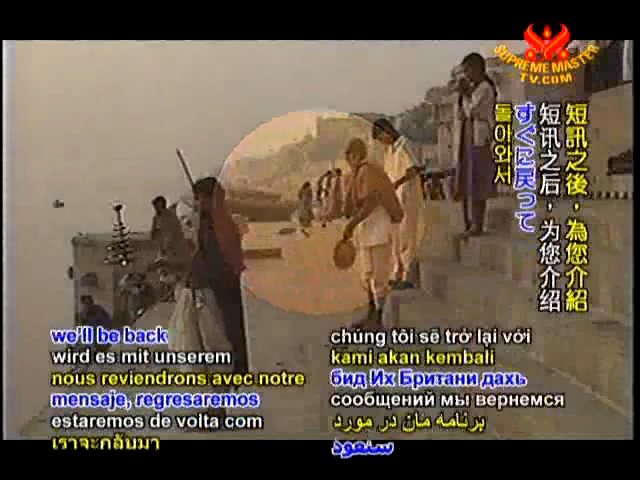 SUPREME MASTER
TV.COM
短訊之後，為您介紹
短讯之后，为您介绍
すぐに戻って
돌아와서
we'll be back
wird es mit unserem
nous reviendrons avec notre
mensaje, regresaremos
estaremos de volta com
เราจะกลับมา
chúng tôi sẽ trở lại với
kami akan kembali
бид Их Британи дахь
сообщений мы вернемся
برنامه مان در مورد
سنعود